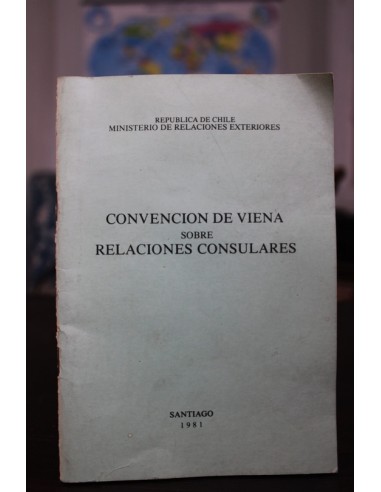 REPUBLICA DE CHILE
MINISTERIO DE RELACIONES EXTERIORES
CONVENCION DE VIENA
SOBRE
RELACIONES CONSULARES
SANTIAGO
1981